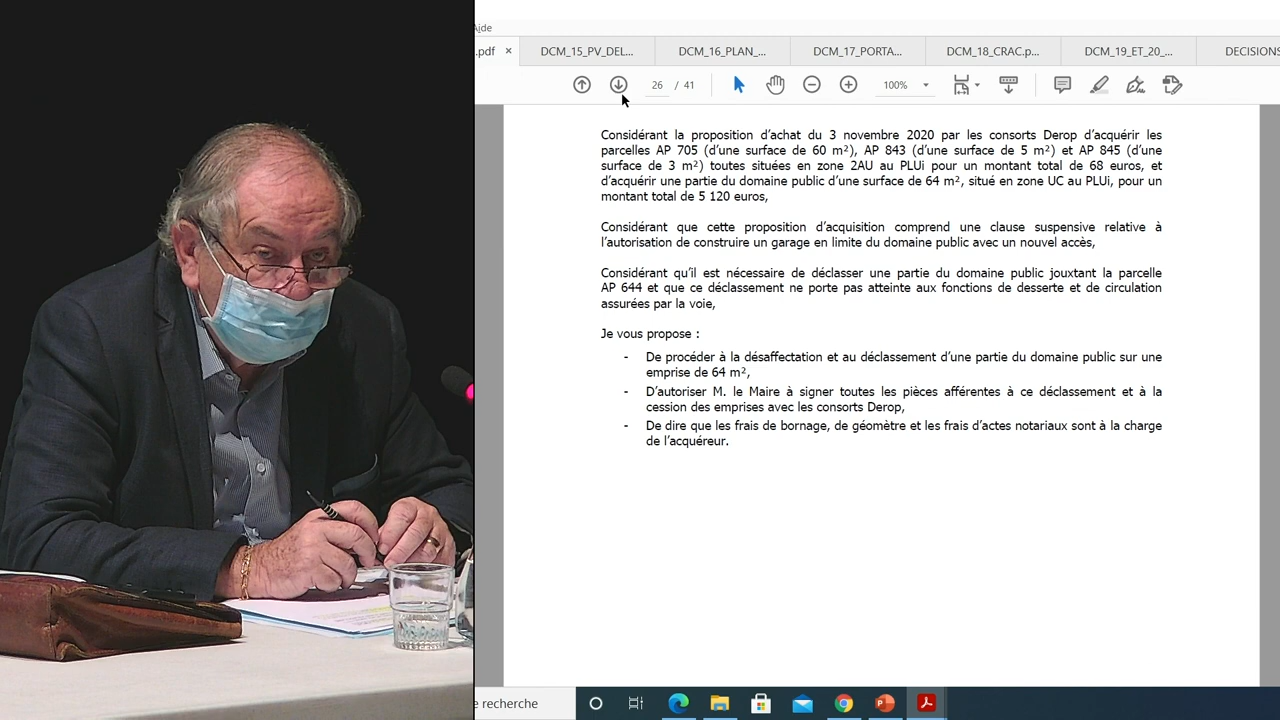 Aide
.pdf × DCM_15_PV_DEL... DCM_16_PLAN_... DCM_17_PORTA... DCM_18_CRAC.p... DCM_19_ET_20_... DECISIONS
26 / 41 100%
Considérant la proposition d'achat du 3 novembre 2020 par les consorts Derop d'acquérir les
parcelles AP 705 (d'une surface de 60 m²), AP 843 (d'une surface de 5 m²) et AP 845 (d'une
surface de 3 m²) toutes situées en zone 2AU au PLUi pour un montant total de 68 euros, et
d'acquérir une partie du domaine public d'une surface de 64 m², situé en zone UC au PLUi, pour un
montant total de 5 120 euros,
Considérant que cette proposition d'acquisition comprend une clause suspensive relative à
l'autorisation de construire un garage en limite du domaine public avec un nouvel accès,
Considérant qu'il est nécessaire de déclasser une partie du domaine public jouxtant la parcelle
AP 644 et que ce déclassement ne porte pas atteinte aux fonctions de desserte et de circulation
assurées par la voie,
Je vous propose :
- De procéder à la désaffectation et au déclassement d'une partie du domaine public sur une
emprise de 64 m²,
- D'autoriser M. le Maire à signer toutes les pièces afférentes à ce déclassement et à la
cession des emprises avec les consorts Derop,
- De dire que les frais de bornage, de géomètre et les frais d'actes notariaux sont à la charge
de l'acquéreur.
e recherche